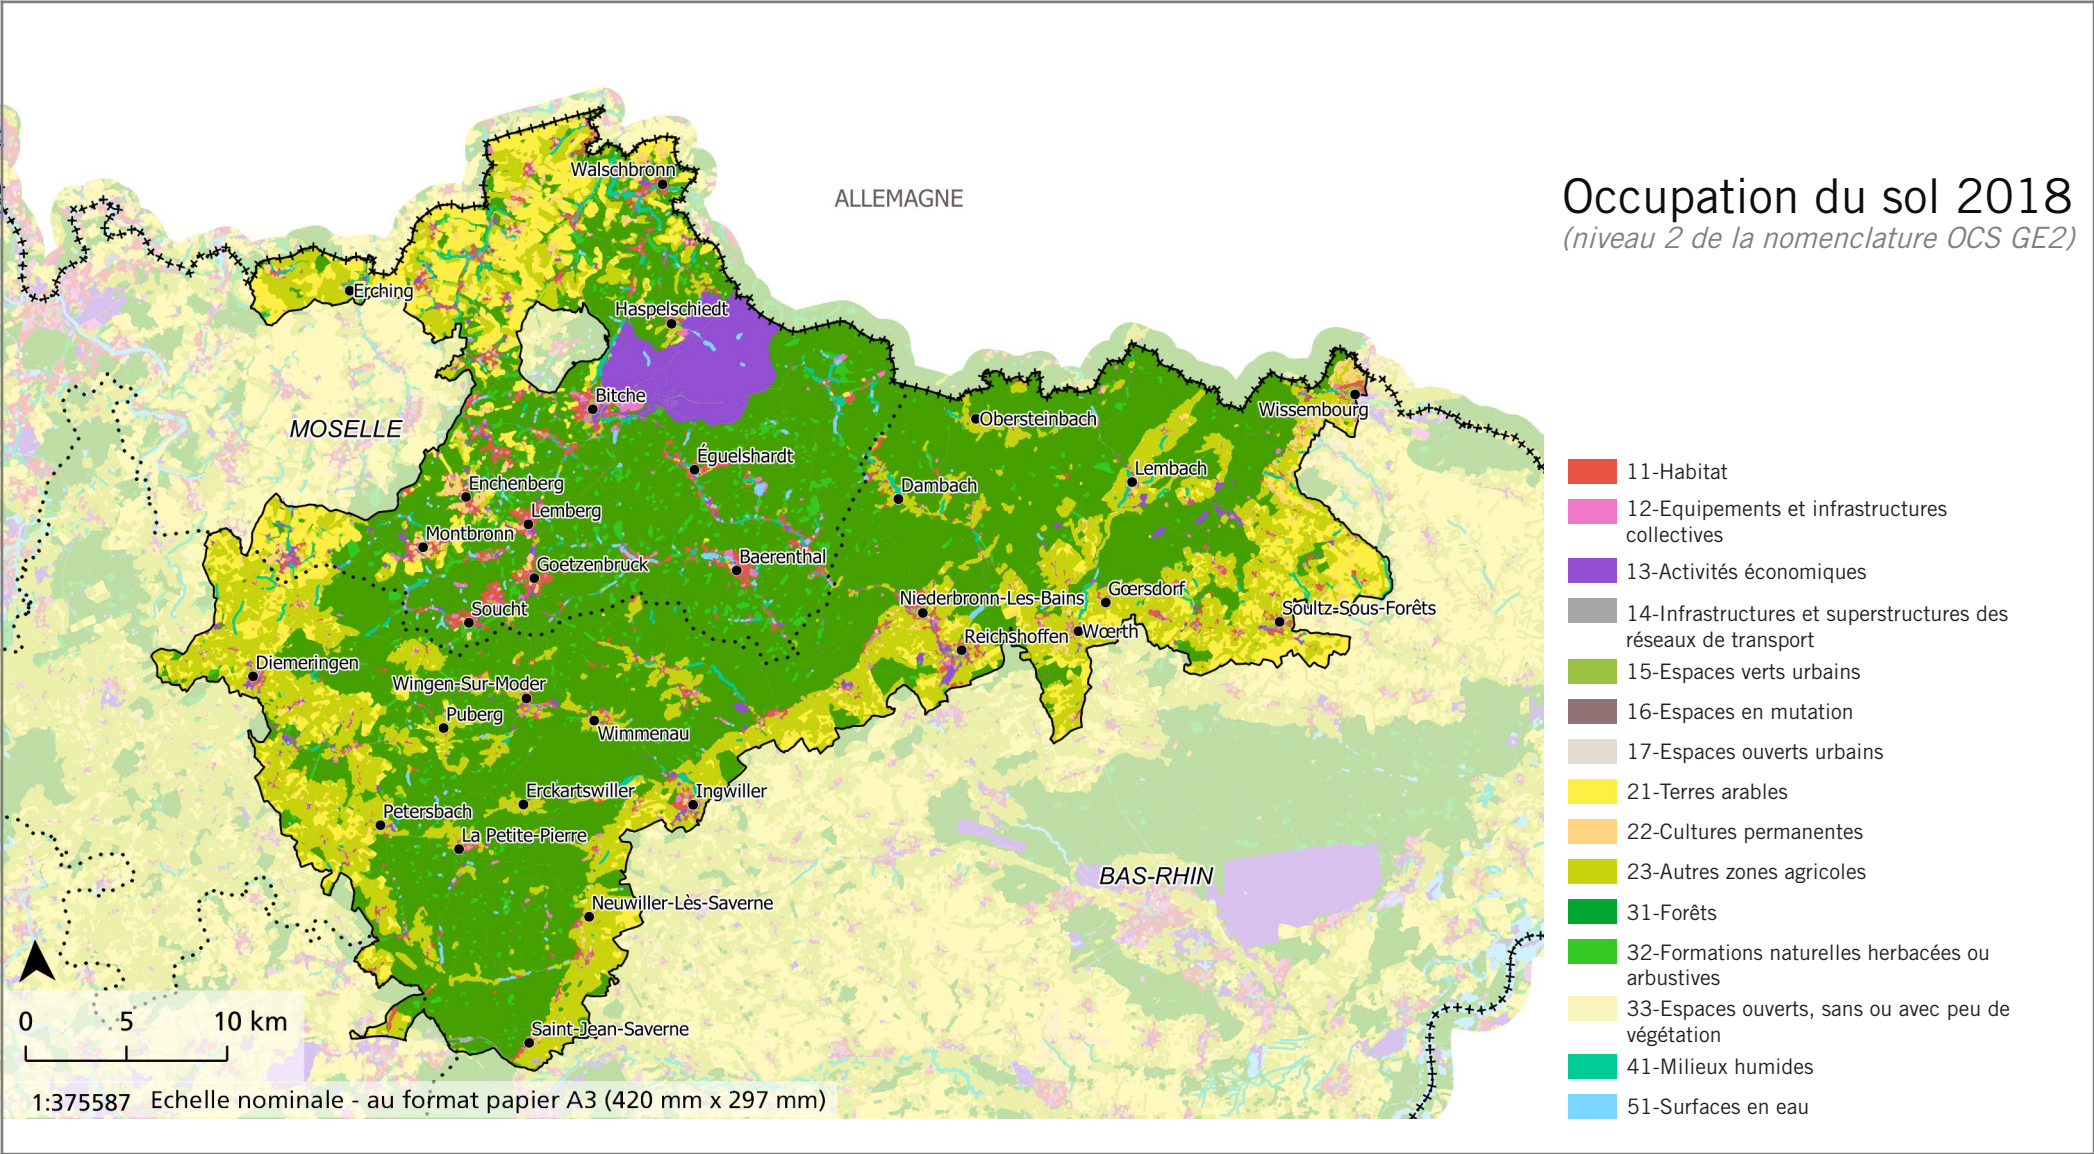 Occupation du sol 2018
(niveau 2 de la nomenclature OCS GE2)
ALLEMAGNE
MOSELLE
BAS-RHIN
Walschbronn
Erching
Haspelschiedt
Bitche
Obersteinbach
Wissembourg
Éguelshardt
Lembach
Enchenberg
Dambach
Lemberg
Montbronn
Baerenthal
Goetzenbruck
Gœrsdorf
Niederbronn-Les-Bains
Soucht
Soultz-Sous-Forêts
Wœrth
Reichshoffen
Diemeringen
Wingen-Sur-Moder
Puberg
Wimmenau
Erckartswiller
Ingwiller
Petersbach
La Petite-Pierre
Neuwiller-Lès-Saverne
Saint-Jean-Saverne
11-Habitat
12-Equipements et infrastructures
collectives
13-Activités économiques
14-Infrastructures et superstructures des
réseaux de transport
15-Espaces verts urbains
16-Espaces en mutation
17-Espaces ouverts urbains
21-Terres arables
22-Cultures permanentes
23-Autres zones agricoles
31-Forêts
32-Formations naturelles herbacées ou
arbustives
33-Espaces ouverts, sans ou avec peu de
végétation
41-Milieux humides
51-Surfaces en eau
0 5 10 km
1:375587 Echelle nominale - au format papier A3 (420 mm x 297 mm)